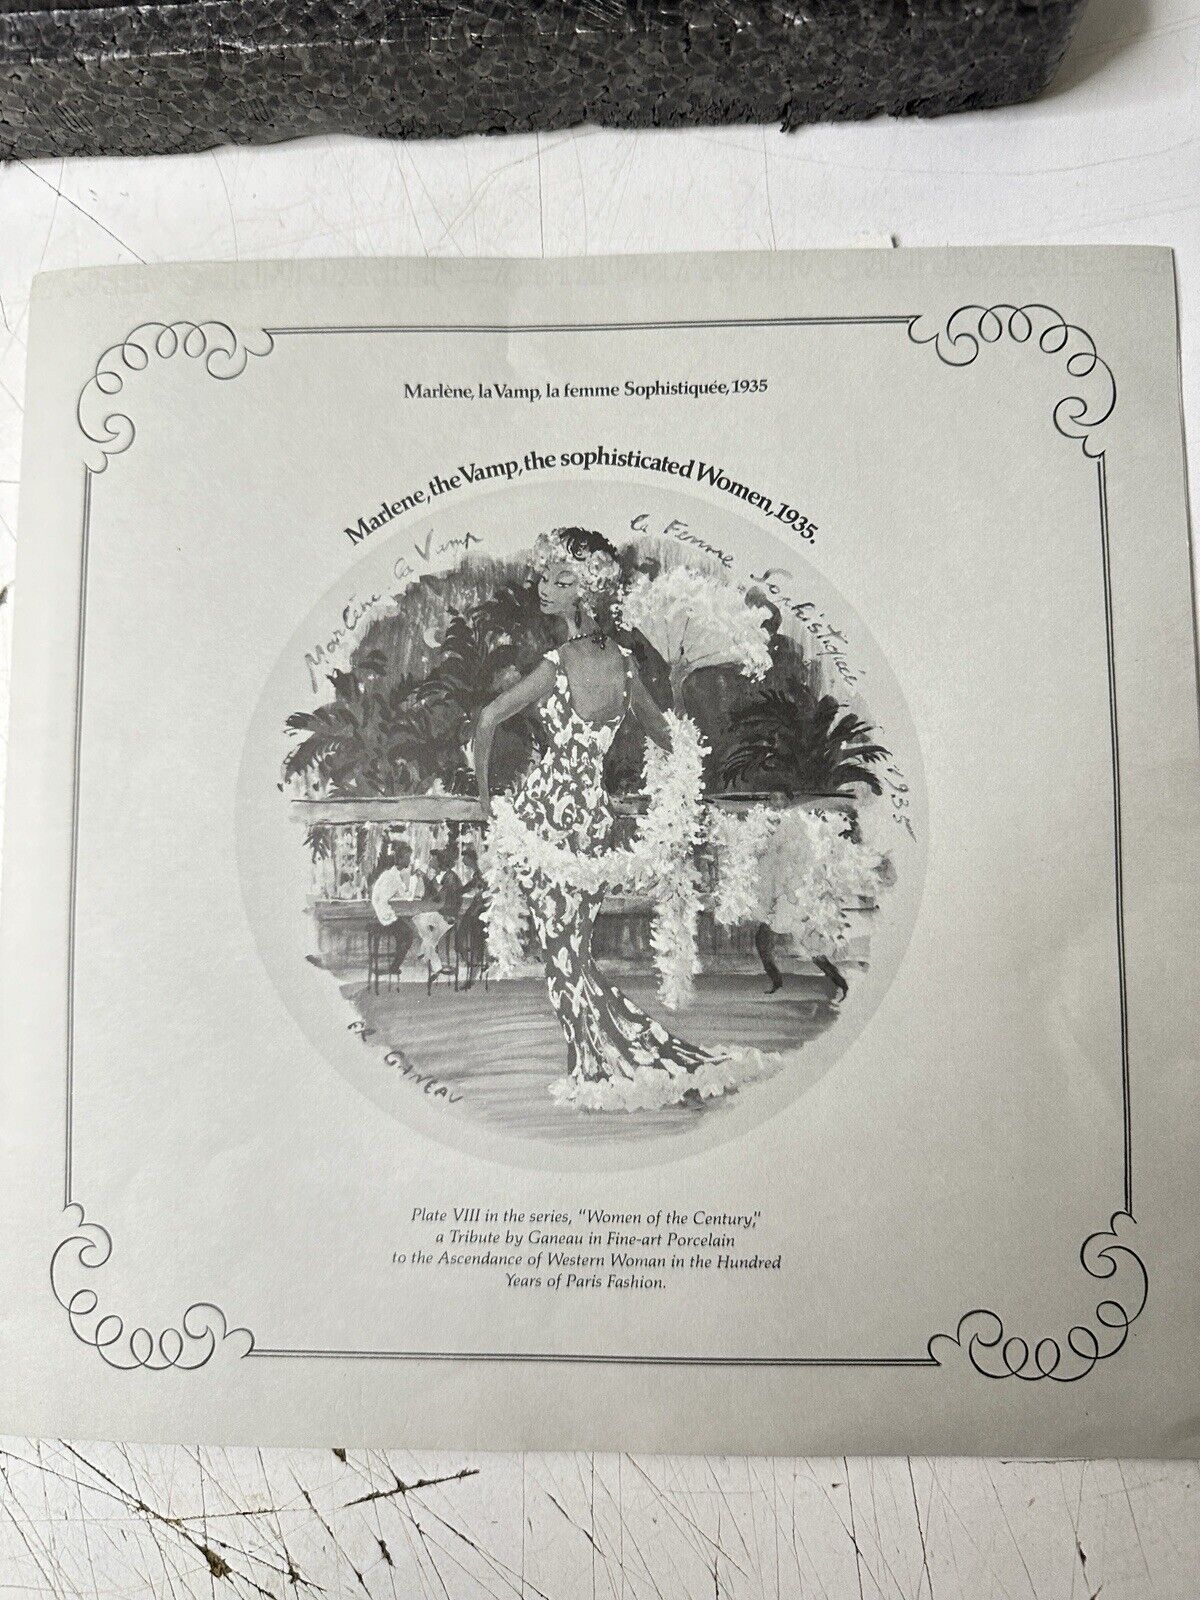 Marlène, la Vamp, la femme Sophistiquée, 1935
Marlene, the Vamp, the sophisticated Women, 1935.
Marlène la Vamp la Femme Sophistiquée 1935
FR GANEAU
Plate VIII in the series, "Women of the Century,"
a Tribute by Ganeau in Fine-art Porcelain
to the Ascendance of Western Woman in the Hundred
Years of Paris Fashion.